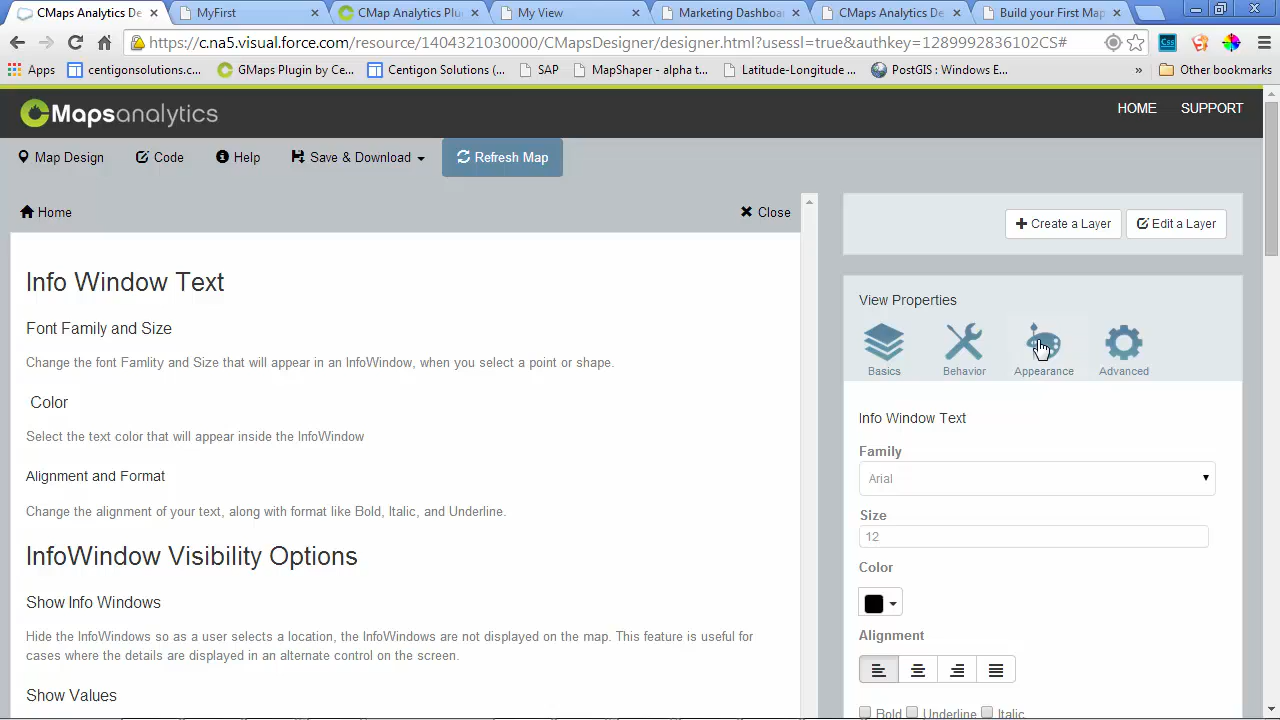 CMaps Analytics De
MyFirst
CMap Analytics Plu
My View
Marketing Dashboa
CMaps Analytics De
Build your First Map
https://c.na5.visual.force.com/resource/1404331030000/CMapsDesigner/designer.html?usessl=true&authkey=1289992836102CS#
Apps
centigonsolutions.c...
GMaps Plugin by Ce...
Centigon Solutions (...
SAP
MapShaper - alpha t...
Latitude-Longitude ...
PostGIS : Windows E...
»
Other bookmarks
CMapsanalytics
HOME
SUPPORT
Map Design
Code
Help
Save & Download
Refresh Map
Home
Close
Create a Layer
Edit a Layer
Info Window Text
Font Family and Size
Change the font Famlity and Size that will appear in an InfoWindow, when you select a point or shape.
Color
Select the text color that will appear inside the InfoWindow
Alignment and Format
Change the alignment of your text, along with format like Bold, Italic, and Underline.
InfoWindow Visibility Options
Show Info Windows
Hide the InfoWindows so as a user selects a location, the InfoWindows are not displayed on the map. This feature is useful for
cases where the details are displayed in an alternate control on the screen.
Show Values
View Properties
Basics
Behavior
Appearance
Advanced
Info Window Text
Family
Arial
Size
12
Color
Alignment
Bold
Underline
Italic